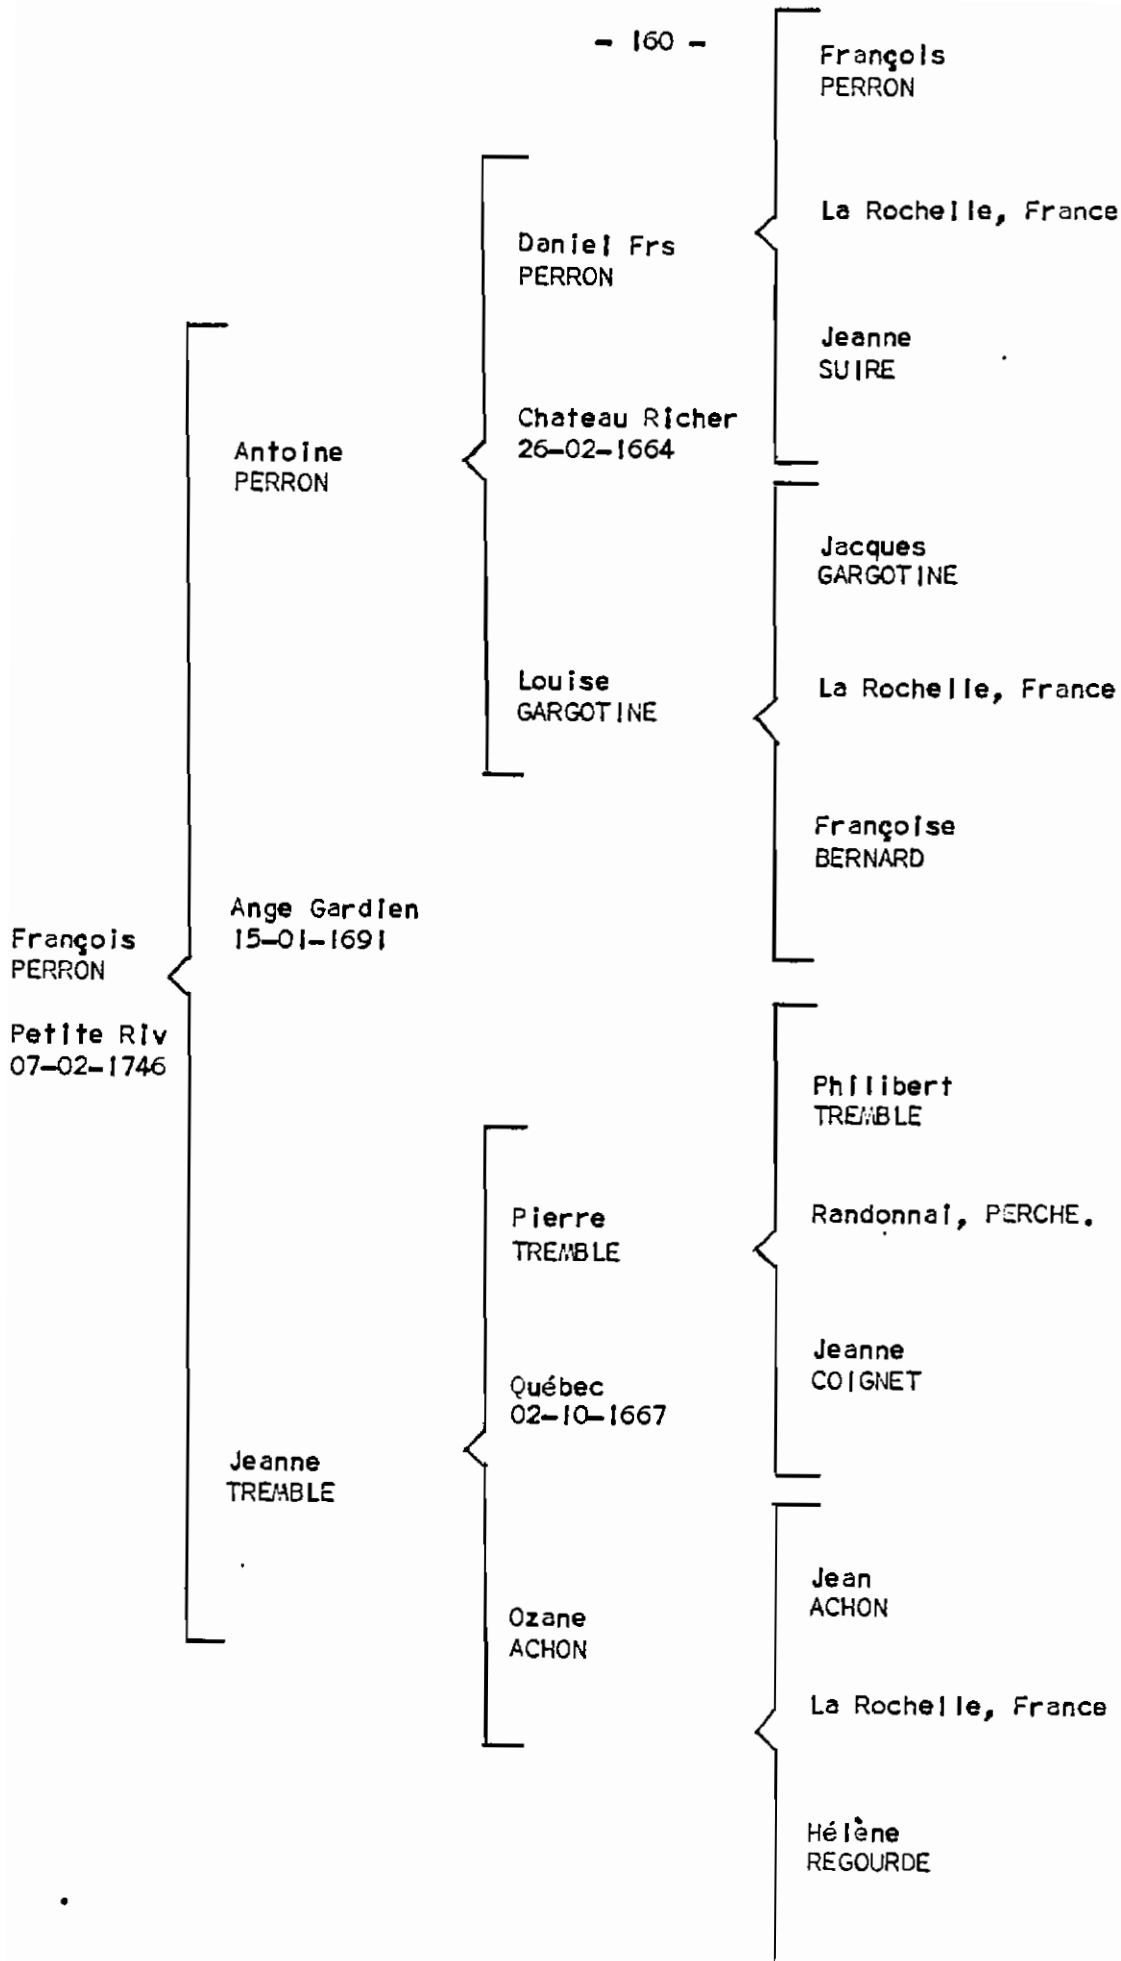 - 160 -
François
PERRON
Petite Riv
07-02-1746
Antoine
PERRON
Ange Gardien
15-01-1691
Jeanne
TREMBLE
Daniel Frs
PERRON
Chateau Richer
26-02-1664
Louise
GARGOTINE
Pierre
TREMBLE
Québec
02-10-1667
Ozane
ACHON
François
PERRON
La Rochelle, France
Jeanne
SUIRE
Jacques
GARGOTINE
La Rochelle, France
Françoise
BERNARD
Philibert
TREMBLE
Randonnai, PERCHE.
Jeanne
COIGNET
Jean
ACHON
La Rochelle, France
Hélène
REGOURDE